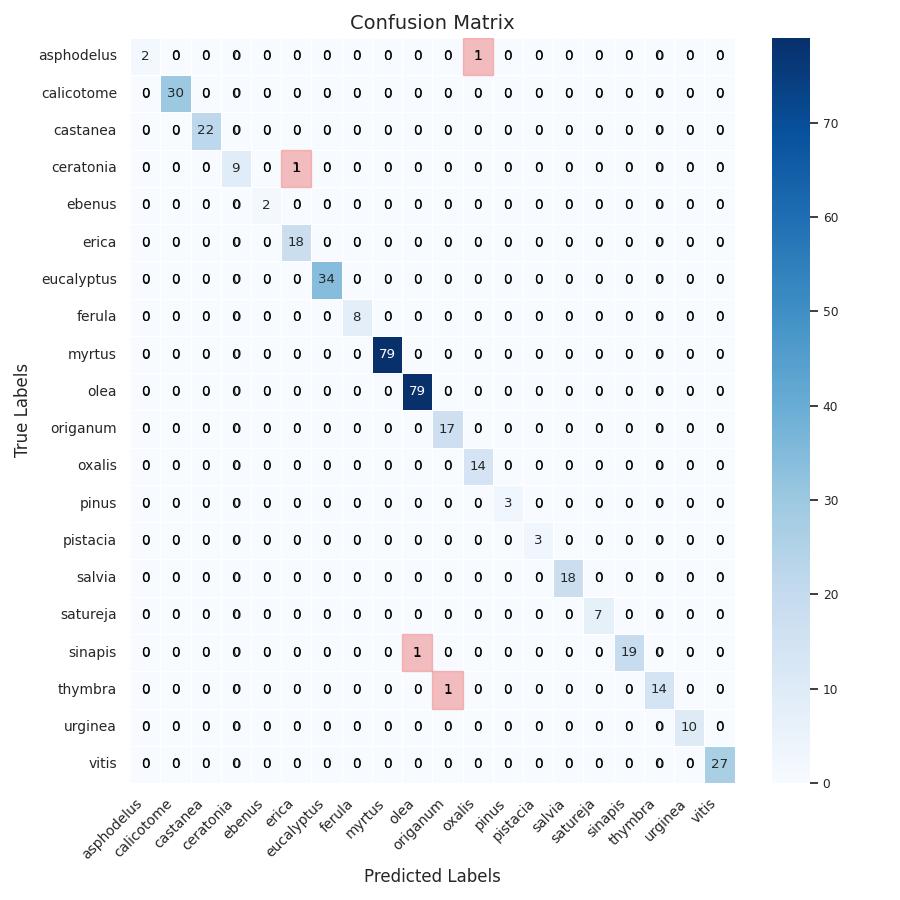 Confusion Matrix
asphodelus 2 0 0 0 0 0 0 0 0 0 0 1 0 0 0 0 0 0 0 0
calicotome 0 30 0 0 0 0 0 0 0 0 0 0 0 0 0 0 0 0 0 0
castanea 0 0 22 0 0 0 0 0 0 0 0 0 0 0 0 0 0 0 0 0
70
ceratonia 0 0 0 9 0 1 0 0 0 0 0 0 0 0 0 0 0 0 0 0
ebenus 0 0 0 0 2 0 0 0 0 0 0 0 0 0 0 0 0 0 0 0
60
erica 0 0 0 0 0 18 0 0 0 0 0 0 0 0 0 0 0 0 0 0
eucalyptus 0 0 0 0 0 0 34 0 0 0 0 0 0 0 0 0 0 0 0 0
50
ferula 0 0 0 0 0 0 0 8 0 0 0 0 0 0 0 0 0 0 0 0
myrtus 0 0 0 0 0 0 0 0 79 0 0 0 0 0 0 0 0 0 0 0
olea 0 0 0 0 0 0 0 0 0 79 0 0 0 0 0 0 0 0 0 0
40
True Labels
origanum 0 0 0 0 0 0 0 0 0 0 17 0 0 0 0 0 0 0 0 0
oxalis 0 0 0 0 0 0 0 0 0 0 0 14 0 0 0 0 0 0 0 0
30
pinus 0 0 0 0 0 0 0 0 0 0 0 0 3 0 0 0 0 0 0 0
pistacia 0 0 0 0 0 0 0 0 0 0 0 0 0 3 0 0 0 0 0 0
salvia 0 0 0 0 0 0 0 0 0 0 0 0 0 0 18 0 0 0 0 0
20
satureja 0 0 0 0 0 0 0 0 0 0 0 0 0 0 0 7 0 0 0 0
sinapis 0 0 0 0 0 0 0 0 0 1 0 0 0 0 0 0 19 0 0 0
thymbra 0 0 0 0 0 0 0 0 0 0 1 0 0 0 0 0 0 14 0 0
10
urginea 0 0 0 0 0 0 0 0 0 0 0 0 0 0 0 0 0 0 10 0
vitis 0 0 0 0 0 0 0 0 0 0 0 0 0 0 0 0 0 0 0 27
0
asphodelus calicotome castanea ceratonia ebenus erica eucalyptus ferula myrtus olea origanum oxalis pinus pistacia salvia satureja sinapis thymbra urginea vitis
Predicted Labels